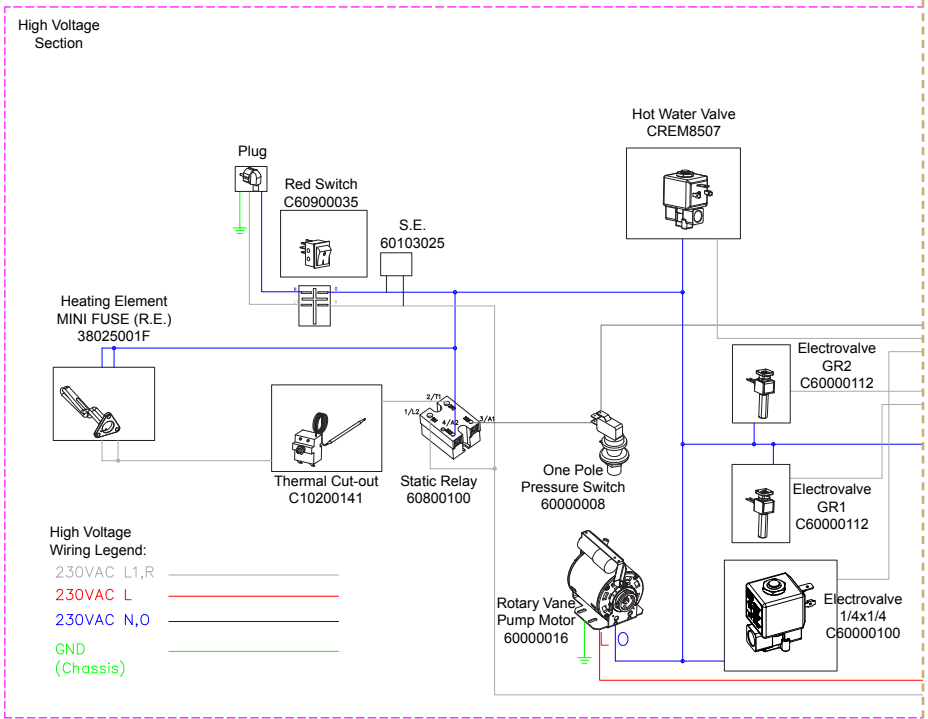 High Voltage
Section
Hot Water Valve
CREM8507
Plug
Red Switch
C60900035
S.E.
60103025
Heating Element
MINI FUSE (R.E.)
38025001F
Electrovalve
GR2
C60000112
2/T1
1/L2
4/A2
3/A1
Thermal Cut-out
C10200141
Static Relay
60800100
One Pole
Pressure Switch
60000008
Electrovalve
GR1
C60000112
High Voltage
Wiring Legend:
230VAC L1,R
230VAC L
230VAC N,O
GND
(Chassis)
Rotary Vane
Pump Motor
60000016
L
O
Electrovalve
1/4x1/4
C60000100